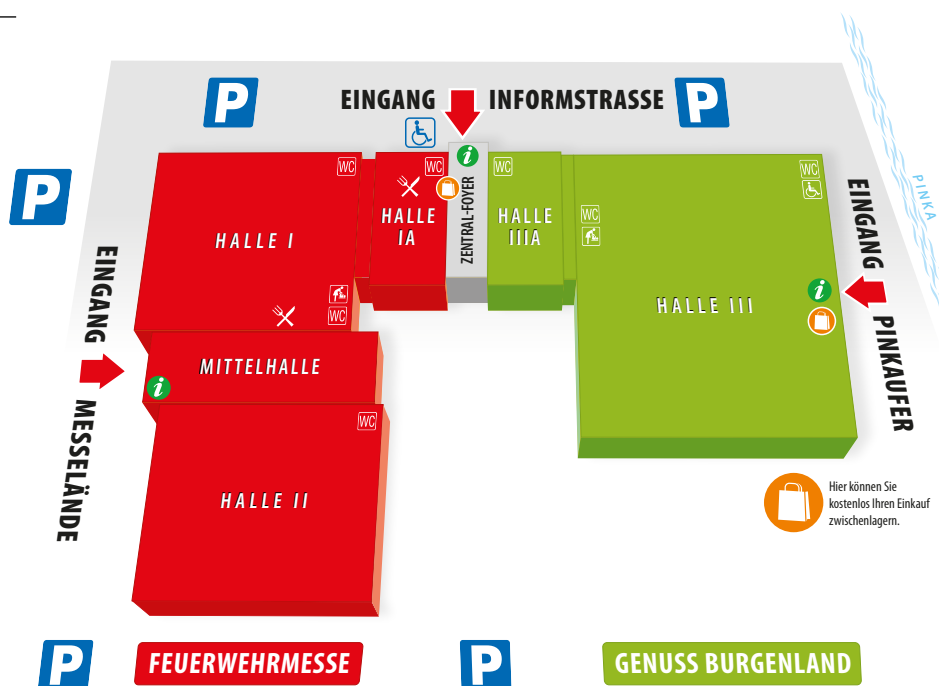 P
P
EINGANG INFORMSTRASSE
P
PINKA
WC
WC
i
WC
WC
HALLE I
HALLE
IA
ZENTRAL-FOYER
HALLE
IIIA
WC
EINGANG PINKAUFER
HALLE III
i
WC
EINGANG MESSELÄNDE
MITTELHALLE
i
WC
HALLE II
Hier können Sie
kostenlos Ihren Einkauf
zwischenlagern.
P
FEUERWEHRMESSE
P
GENUSS BURGENLAND